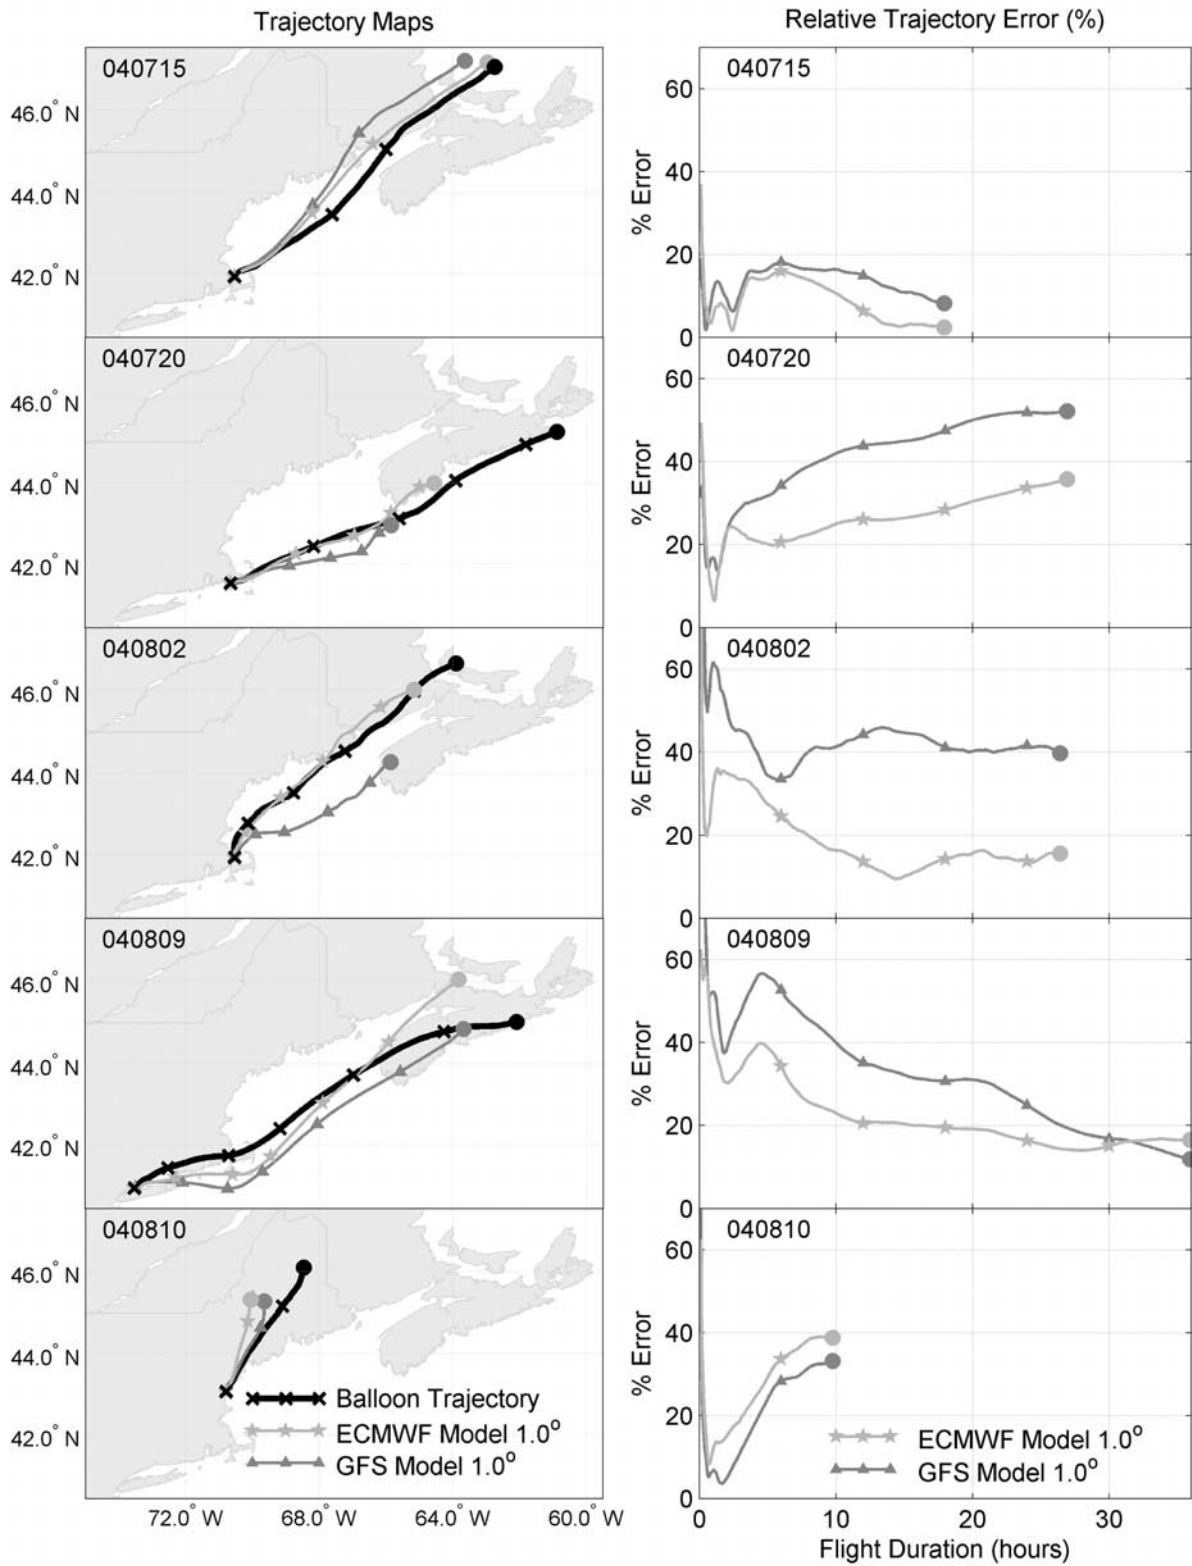 Trajectory Maps
Relative Trajectory Error (%)
040715
46.0° N
44.0° N
42.0° N
040715
60
40
20
0
% Error
040720
46.0° N
44.0° N
42.0° N
040720
60
40
20
0
% Error
040802
46.0° N
44.0° N
42.0° N
040802
60
40
20
0
% Error
040809
46.0° N
44.0° N
42.0° N
040809
60
40
20
0
% Error
040810
46.0° N
44.0° N
42.0° N
Balloon Trajectory
ECMWF Model 1.0°
GFS Model 1.0°
72.0° W 68.0° W 64.0° W 60.0° W
040810
60
40
20
0
% Error
ECMWF Model 1.0°
GFS Model 1.0°
0 10 20 30
Flight Duration (hours)